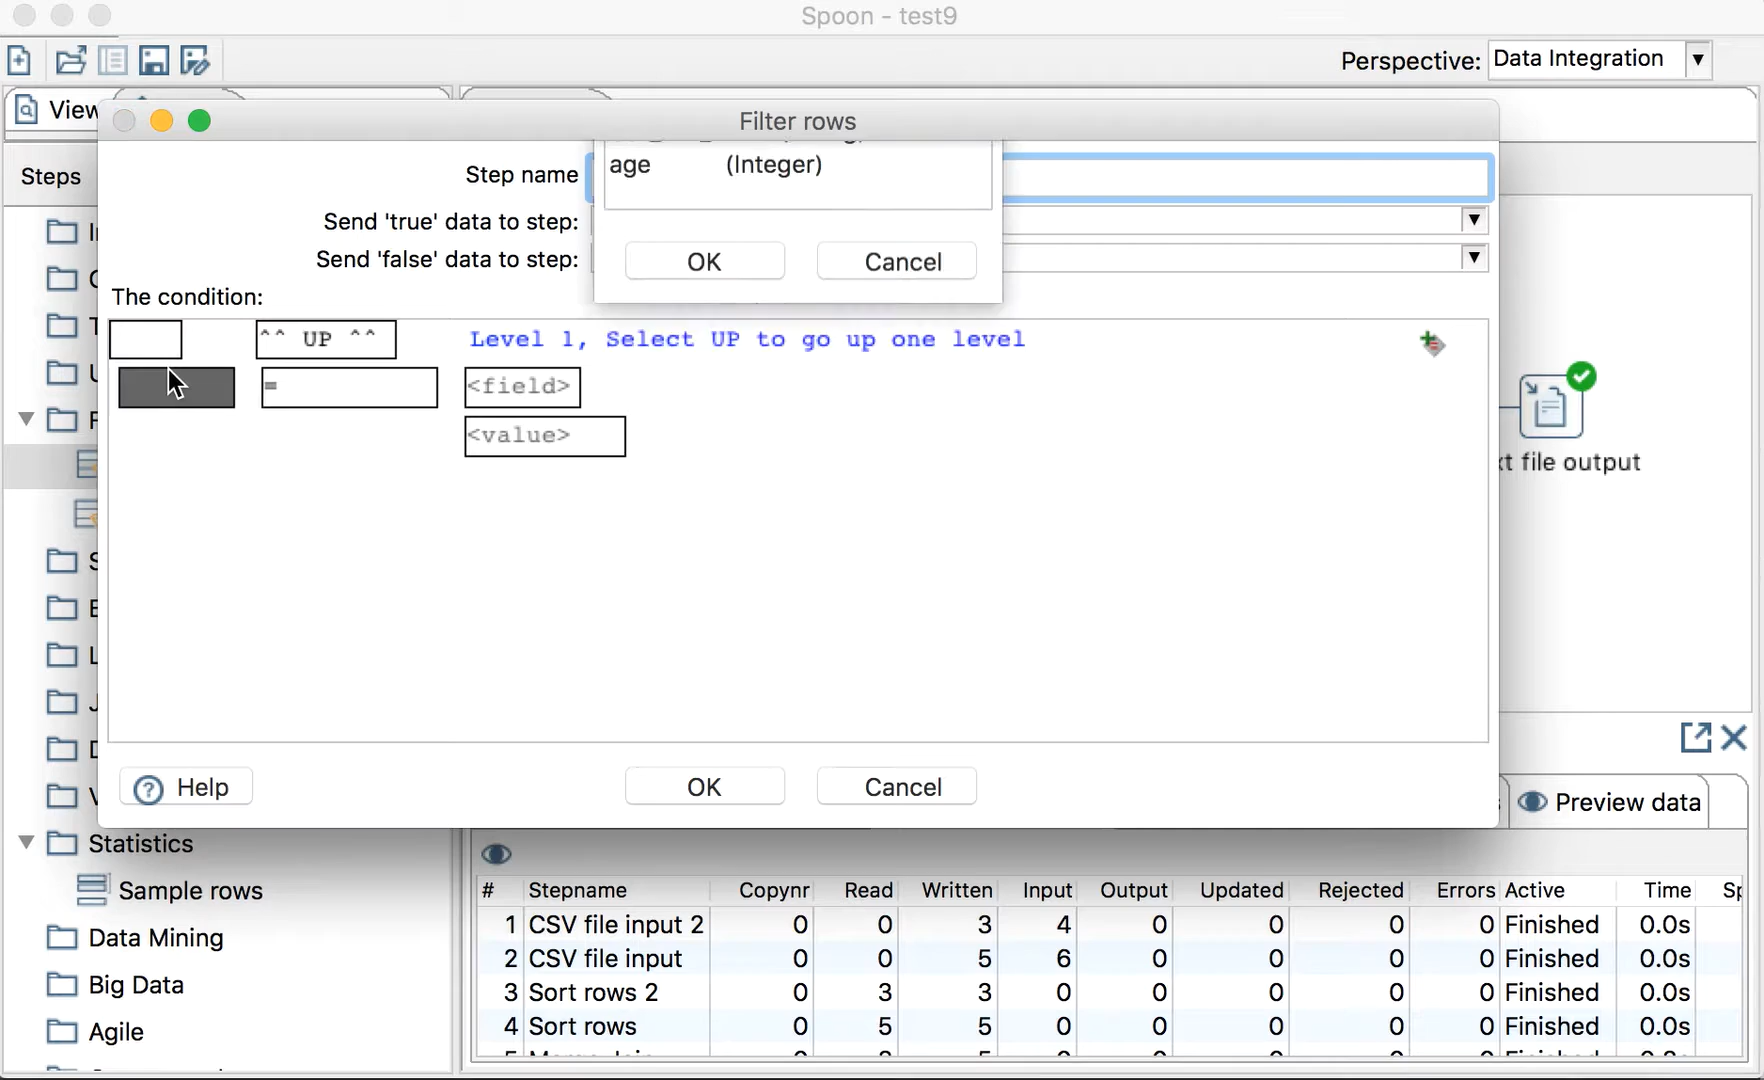 Spoon - test9
Perspective: Data Integration
View
Filter rows
Steps
Step name
age (Integer)
Send 'true' data to step:
Send 'false' data to step:
OK Cancel
The condition:
^^ UP ^^ Level 1, Select UP to go up one level
= <field>
<value>
file output
Help OK Cancel
Preview data
Statistics
Sample rows
Data Mining
Big Data
Agile
# Stepname Copynr Read Written Input Output Updated Rejected Errors Active Time
1 CSV file input 2 0 0 3 4 0 0 0 0 Finished 0.0s
2 CSV file input 0 0 5 6 0 0 0 0 Finished 0.0s
3 Sort rows 2 0 3 3 0 0 0 0 0 Finished 0.0s
4 Sort rows 0 5 5 0 0 0 0 0 Finished 0.0s